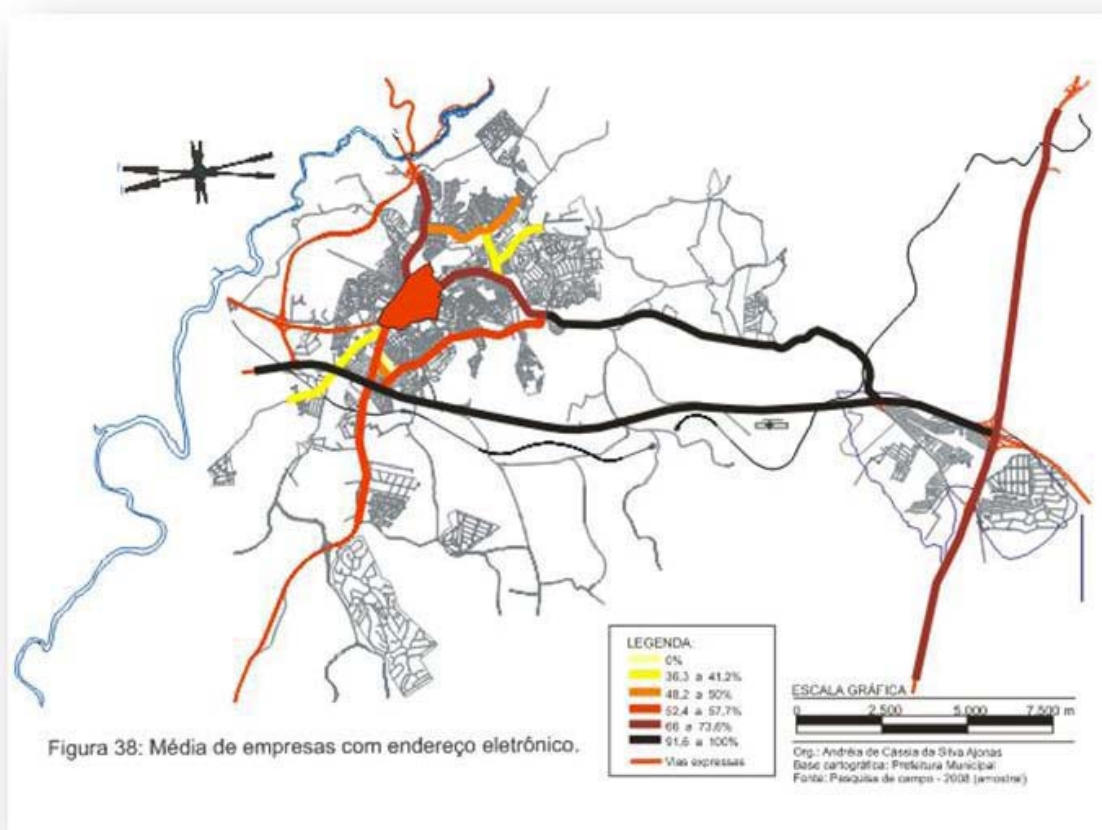 LEGENDA:
0%
36,3 a 41,2%
48,2 a 50%
52,4 a 57,7%
66 a 73,6%
91,6 a 100%
Vias expressas
ESCALA GRÁFICA
0 2.500 5.000 7.500 m
Org.: Andréia de Cássia da Silva Ajonas
Base cartográfica: Prefeitura Municipal
Fonte: Pesquisa de campo - 2008 (amostral)
Figura 38: Média de empresas com endereço eletrônico.